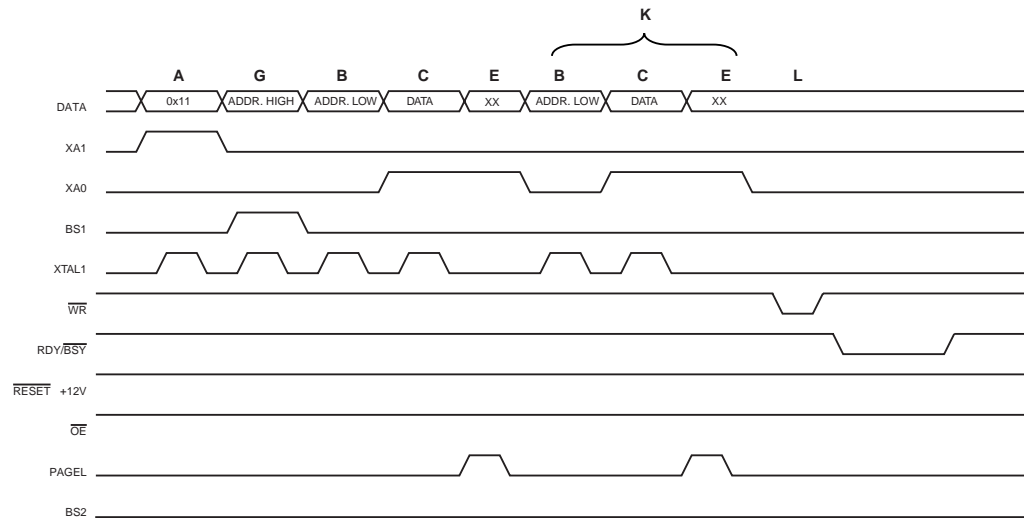 K
A G B C E B C E L
DATA 0x11 ADDR. HIGH ADDR. LOW DATA XX ADDR. LOW DATA XX
XA1
XA0
BS1
XTAL1
WR
RDY/BSY
RESET +12V
OE
PAGEL
BS2